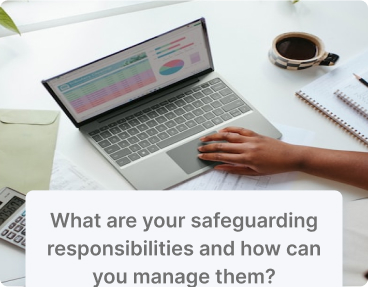 What are your safeguarding
responsibilities and how can
you manage them?